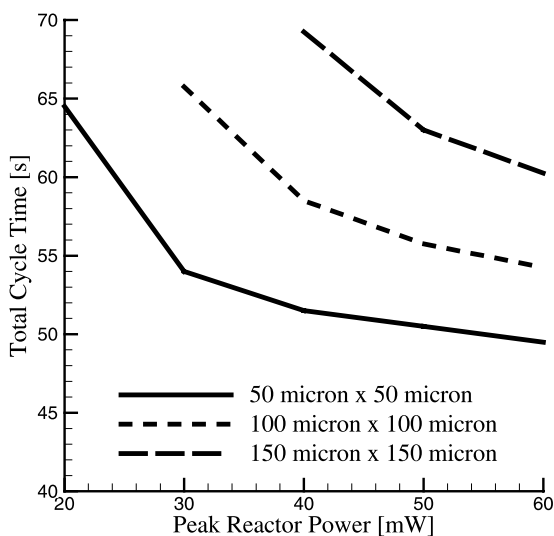 70
65
60
55
50
45
40
Total Cycle Time [s]
50 micron x 50 micron
100 micron x 100 micron
150 micron x 150 micron
20 30 40 50 60
Peak Reactor Power [mW]